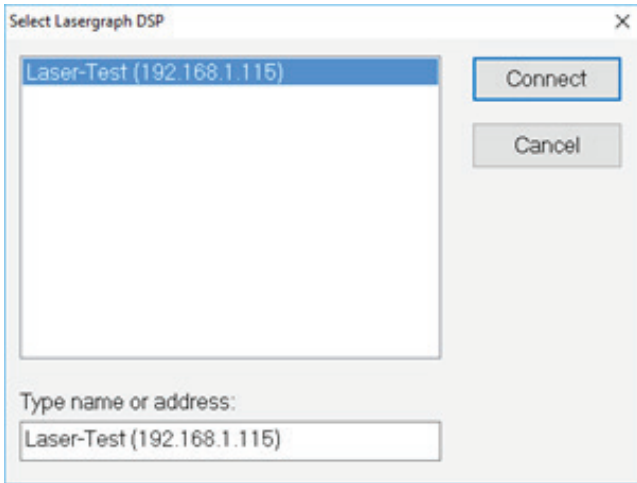 Select Lasergraph DSP
Laser-Test (192.168.1.115)
Connect
Cancel
Type name or address:
Laser-Test (192.168.1.115)